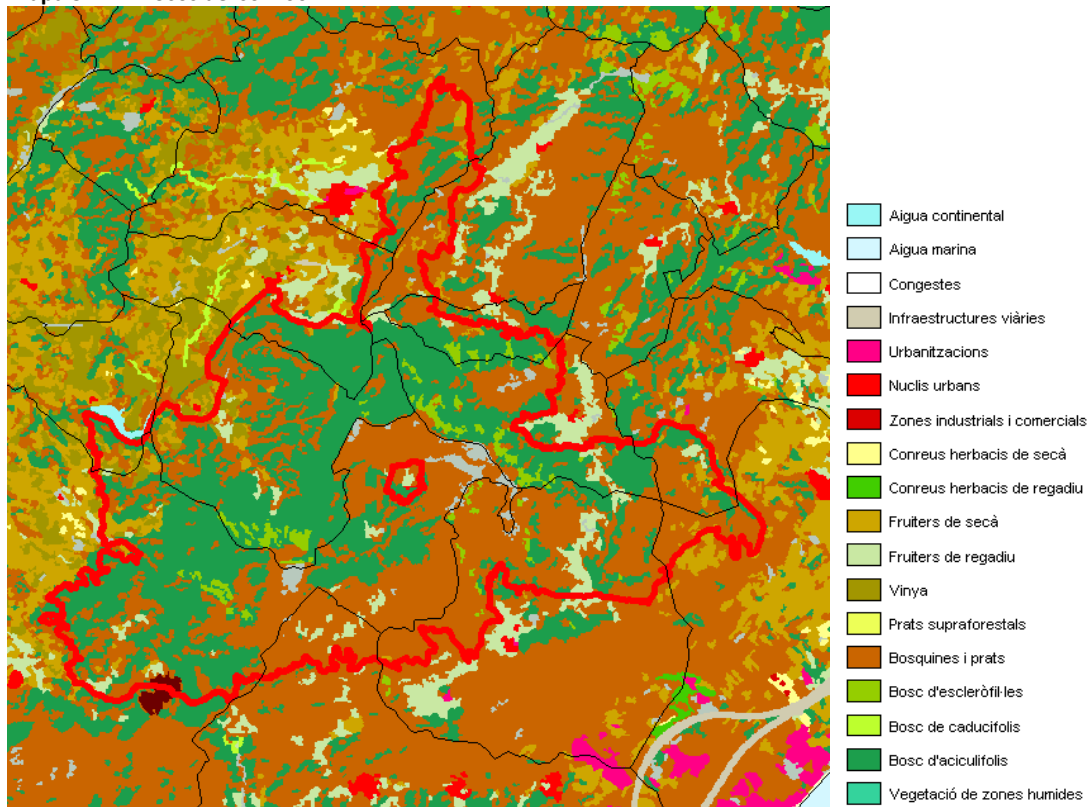 Aigua continental
Aigua marina
Congestes
Infraestructures viàries
Urbanitzacions
Nuclis urbans
Zones industrials i comercials
Conreus herbacis de secà
Conreus herbacis de regadiu
Fruiters de secà
Fruiters de regadiu
Vinya
Prats supraforestals
Bosquines i prats
Bosc d'escleròfil·les
Bosc de caducifolis
Bosc d'aciculifolis
Vegetació de zones humides